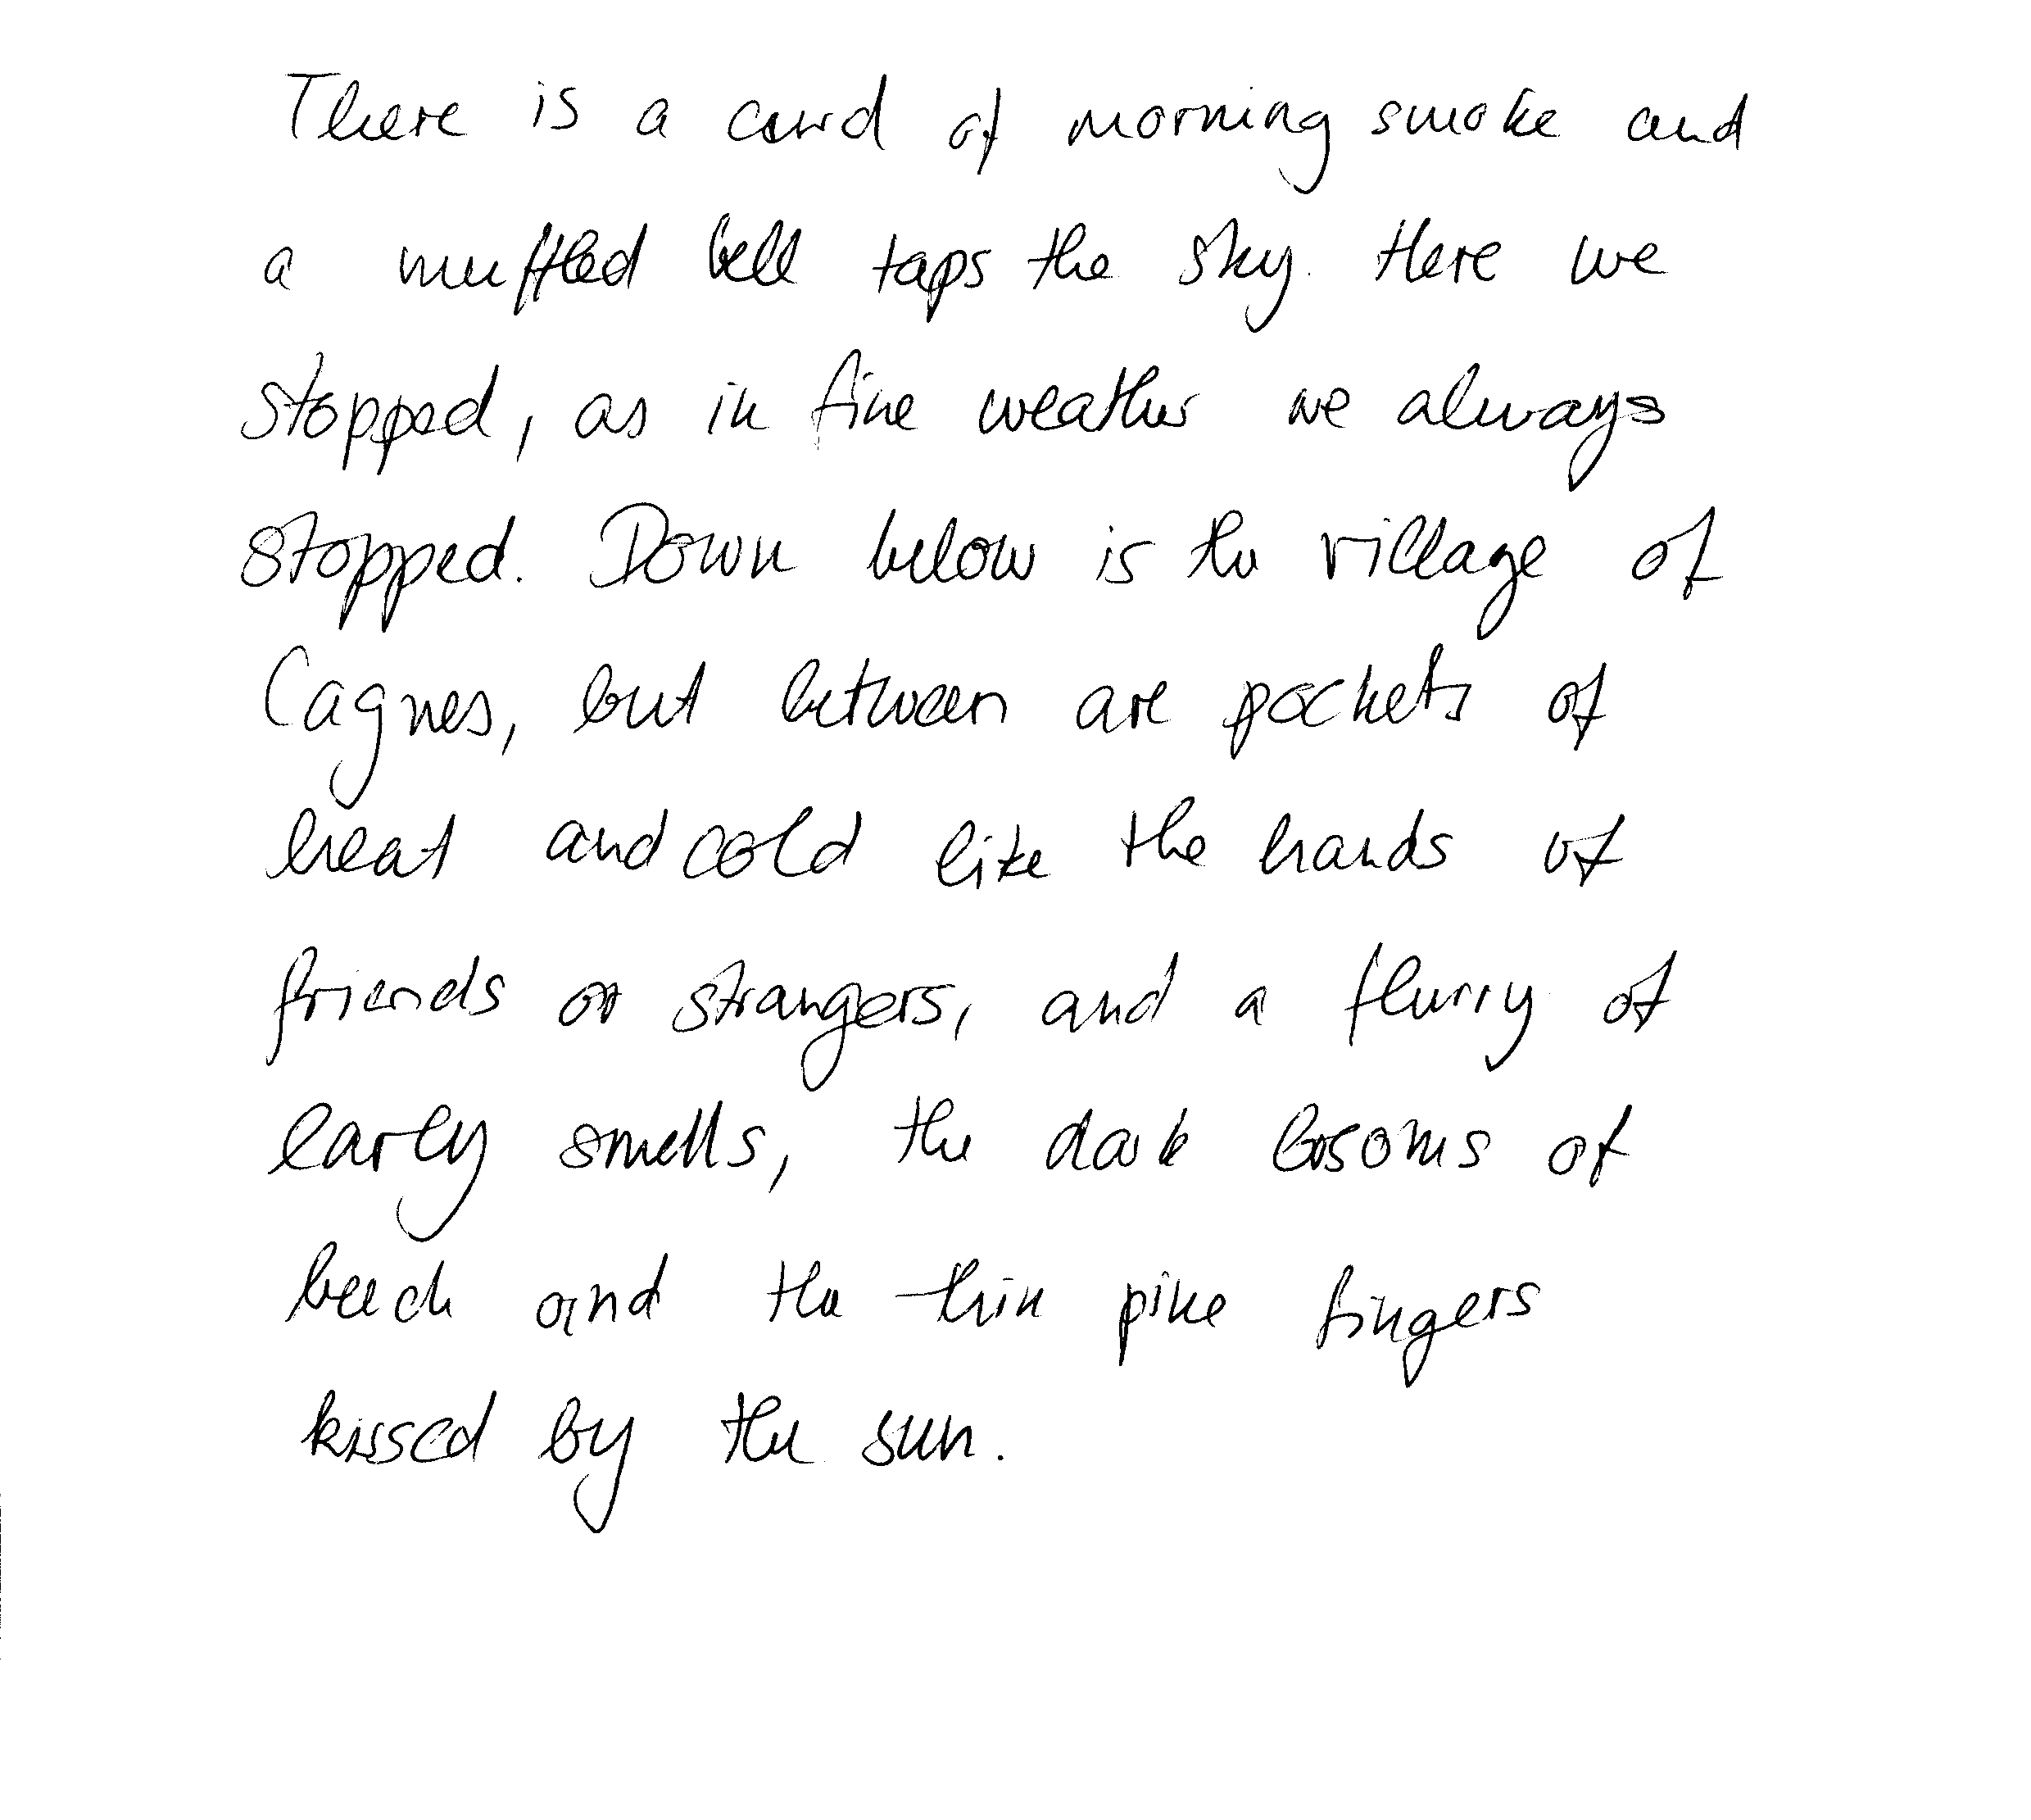 There is a curd of morning smoke and
a muffled bell taps the sky. Here we
stopped, as in fine weather we always
stopped. Down below is the village of
Cagnes, but between are pockets of
heat and cold like the hands of
friends or strangers, and a flurry of
early smells, the dark bosoms of
beech and the thin pine fingers
kissed by the sun.